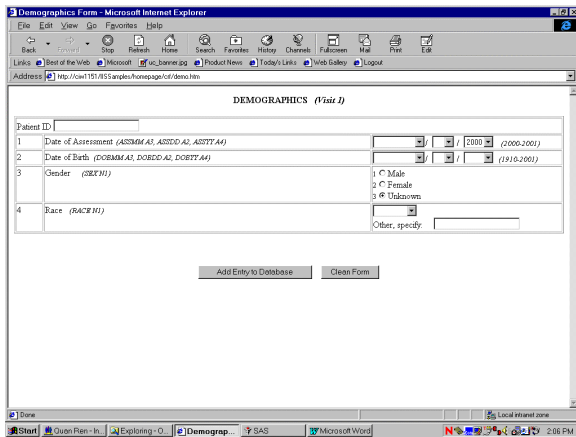 Demographics Form - Microsoft Internet Explorer
File Edit View Go Favorites Help
Back Forward Stop Refresh Home Search Favorites History Channels Fullscreen Mail Print Edit
Links Best of the Web Microsoft uc_banner.jpg Product News Today's Links Web Gallery Logout
Address http://ciw1151/IISSamples/homepage/crf/demo.htm
DEMOGRAPHICS (Visit 1)
Patient ID
1 Date of Assessment (ASSMM A3, ASSDD A2, ASSYY A4) / / 2000 (2000-2001)
2 Date of Birth (DOBMM A3, DOBDD A2, DOBYY A4) / / (1910-2001)
3 Gender (SEX N1) 1 Male
2 Female
3 Unknown
4 Race (RACE N1)
Other, specify:
Add Entry to Database Clean Form
Done Local intranet zone
Start Quan Ren - In... Exploring - O... Demograp... SAS Microsoft Word 2:06 PM